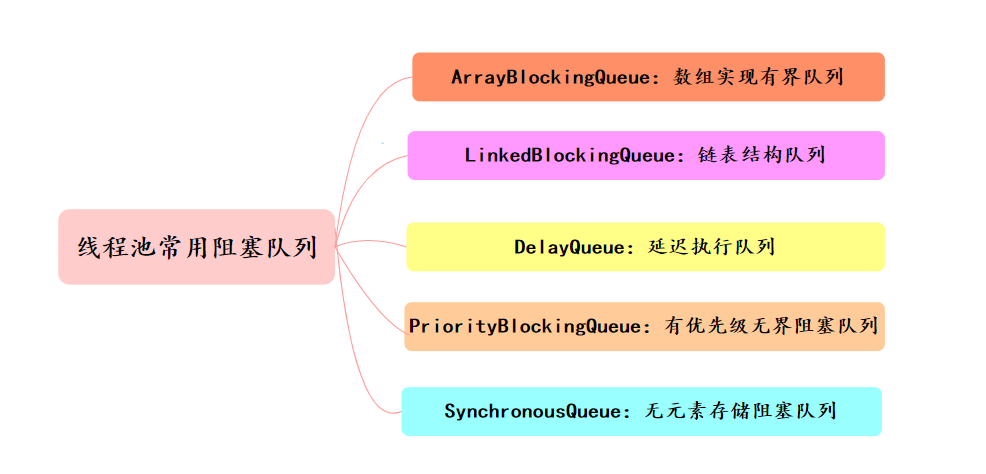 线程池常用阻塞队列
ArrayBlockingQueue：数组实现有界队列
LinkedBlockingQueue：链表结构队列
DelayQueue：延迟执行队列
PriorityBlockingQueue：有优先级无界阻塞队列
SynchronousQueue：无元素存储阻塞队列